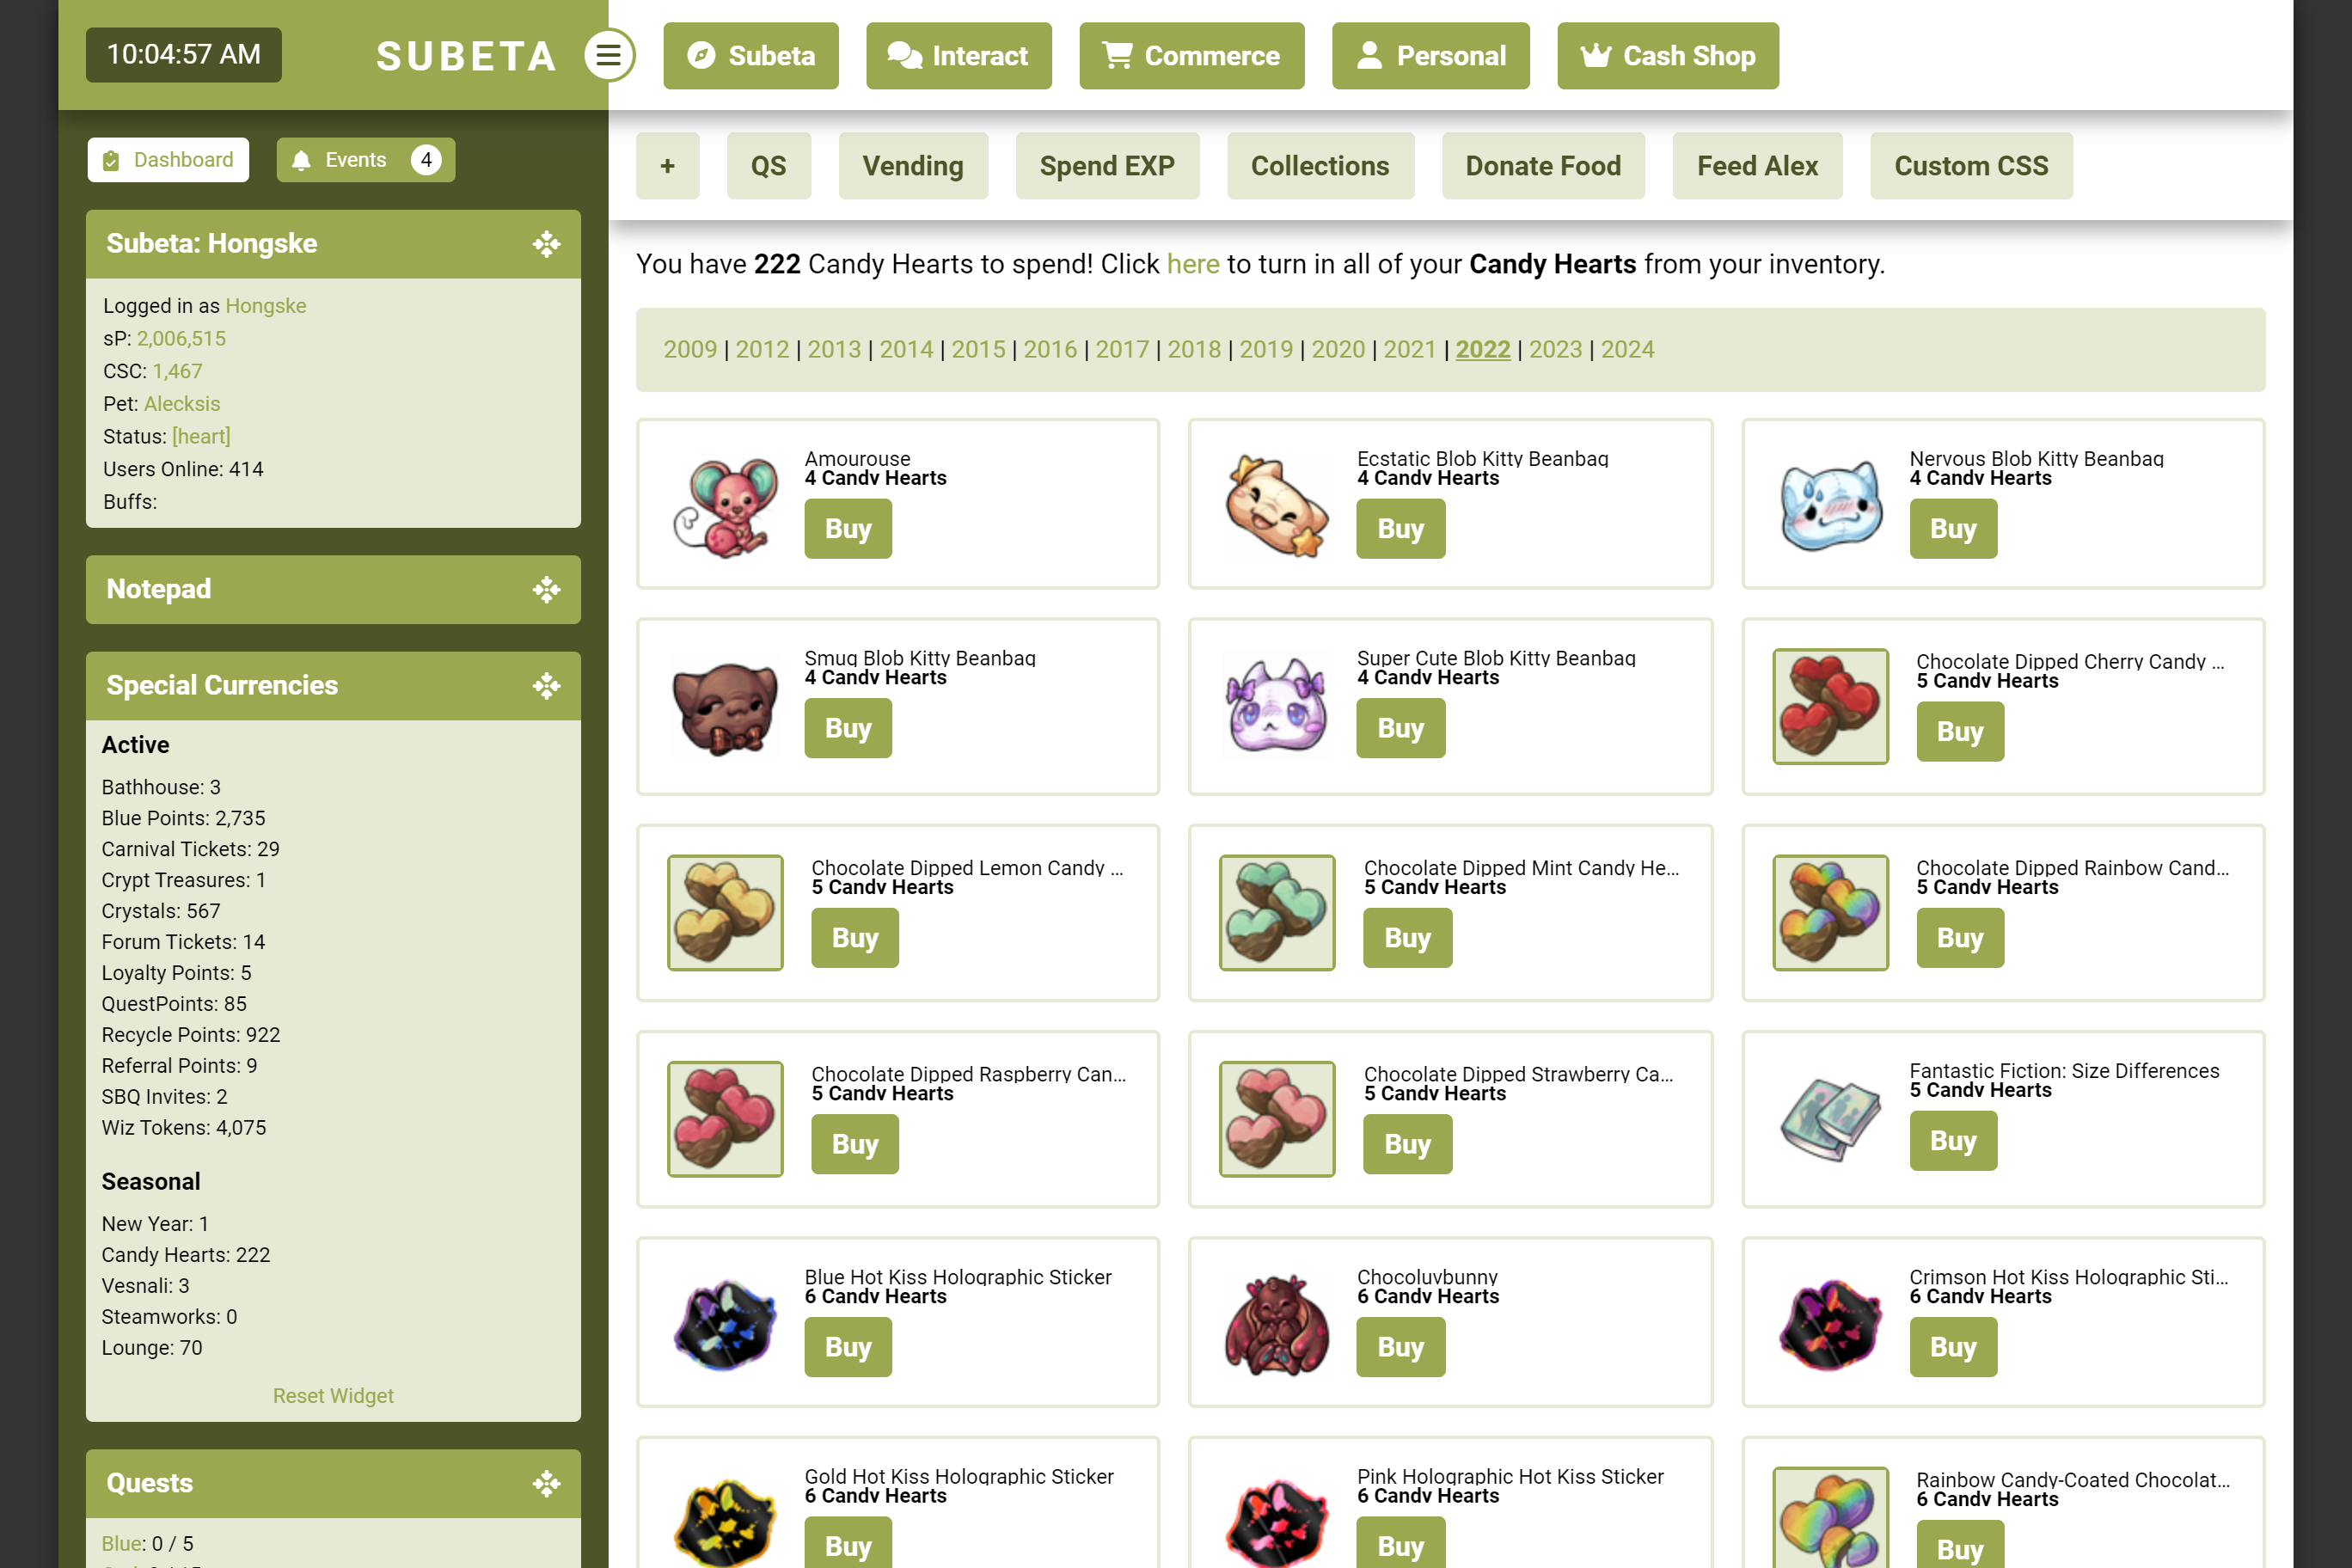 10:04:57 AM
SUBETA
Subeta
Interact
Commerce
Personal
Cash Shop
Dashboard
Events 4
+
QS
Vending
Spend EXP
Collections
Donate Food
Feed Alex
Custom CSS
Subeta: Hongske
Logged in as Hongske
sP: 2,006,515
CSC: 1,467
Pet: Alecksis
Status: [heart]
Users Online: 414
Buffs:
Notepad
Special Currencies
Active
Bathhouse: 3
Blue Points: 2,735
Carnival Tickets: 29
Crypt Treasures: 1
Crystals: 567
Forum Tickets: 14
Loyalty Points: 5
QuestPoints: 85
Recycle Points: 922
Referral Points: 9
SBQ Invites: 2
Wiz Tokens: 4,075
Seasonal
New Year: 1
Candy Hearts: 222
Vesnali: 3
Steamworks: 0
Lounge: 70
Reset Widget
Quests
Blue: 0 / 5
You have 222 Candy Hearts to spend! Click here to turn in all of your Candy Hearts from your inventory.
2009 | 2012 | 2013 | 2014 | 2015 | 2016 | 2017 | 2018 | 2019 | 2020 | 2021 | 2022 | 2023 | 2024
Amourouse
4 Candy Hearts
Buy
Ecstatic Blob Kitty Beanbag
4 Candy Hearts
Buy
Nervous Blob Kitty Beanbag
4 Candy Hearts
Buy
Smug Blob Kitty Beanbag
4 Candy Hearts
Buy
Super Cute Blob Kitty Beanbag
4 Candy Hearts
Buy
Chocolate Dipped Cherry Candy ...
5 Candy Hearts
Buy
Chocolate Dipped Lemon Candy ...
5 Candy Hearts
Buy
Chocolate Dipped Mint Candy He...
5 Candy Hearts
Buy
Chocolate Dipped Rainbow Cand...
5 Candy Hearts
Buy
Chocolate Dipped Raspberry Can...
5 Candy Hearts
Buy
Chocolate Dipped Strawberry Ca...
5 Candy Hearts
Buy
Fantastic Fiction: Size Differences
5 Candy Hearts
Buy
Blue Hot Kiss Holographic Sticker
6 Candy Hearts
Buy
Chocoluvbunny
6 Candy Hearts
Buy
Crimson Hot Kiss Holographic Sti...
6 Candy Hearts
Buy
Gold Hot Kiss Holographic Sticker
6 Candy Hearts
Buy
Pink Holographic Hot Kiss Sticker
6 Candy Hearts
Buy
Rainbow Candy-Coated Chocolat...
6 Candy Hearts
Buy